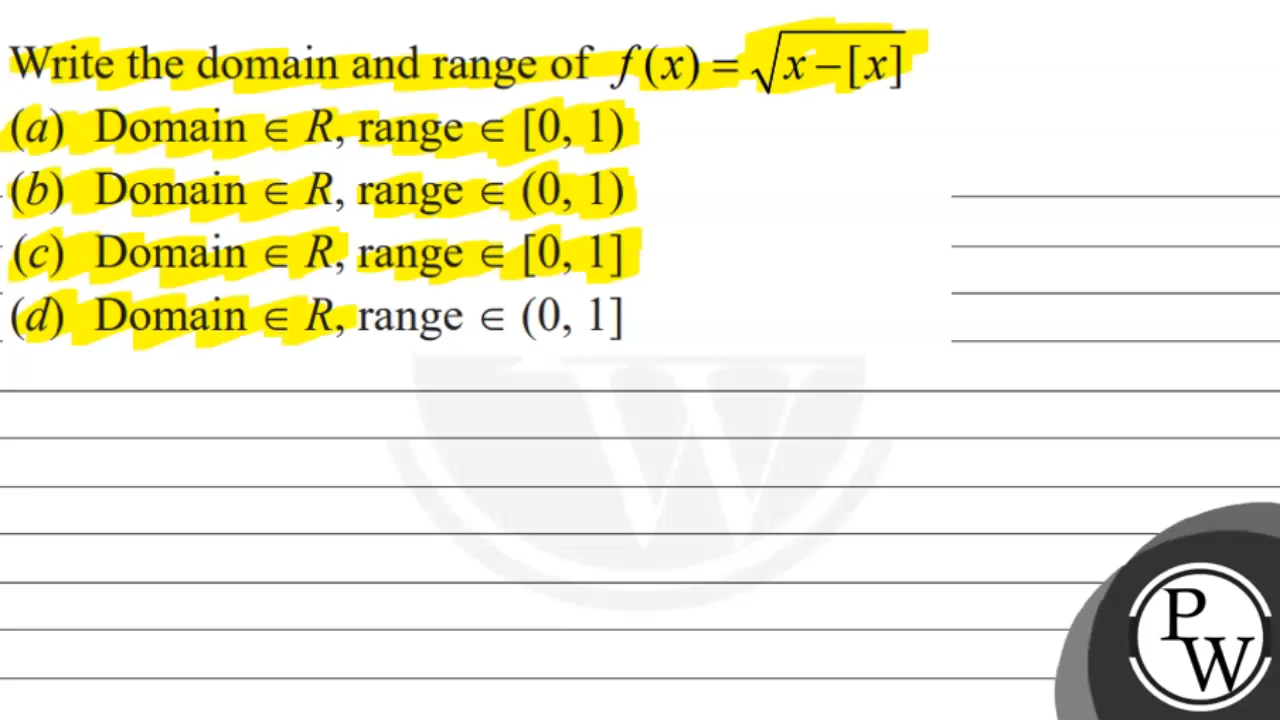 Write the domain and range of f(x) = √x – [x]
(a) Domain ∈ R, range ∈ [0, 1)
(b) Domain ∈ R, range ∈ (0, 1)
(c) Domain ∈ R, range ∈ [0, 1]
(d) Domain ∈ R, range ∈ (0, 1]
W
P
W